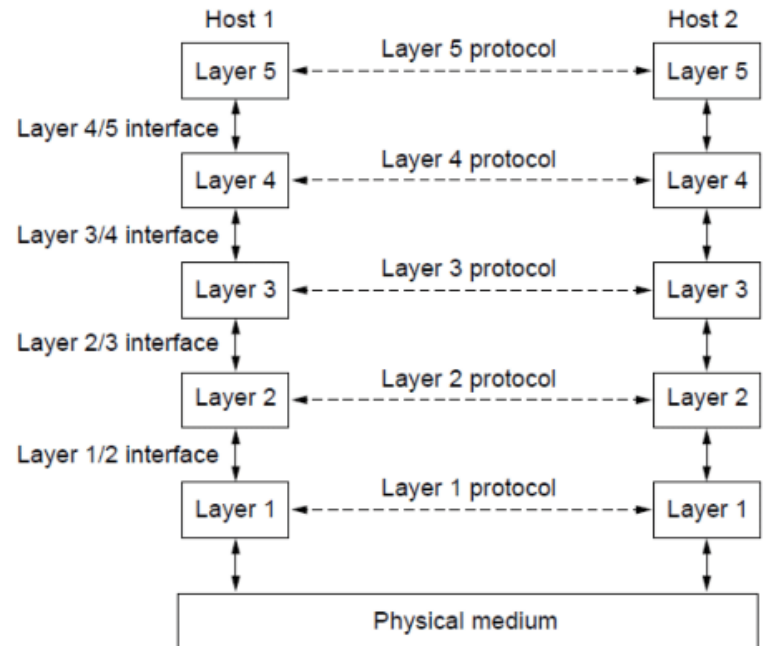 Host 1
Host 2
Layer 5 protocol
Layer 5
Layer 5
Layer 4/5 interface
Layer 4 protocol
Layer 4
Layer 4
Layer 3/4 interface
Layer 3 protocol
Layer 3
Layer 3
Layer 2/3 interface
Layer 2 protocol
Layer 2
Layer 2
Layer 1/2 interface
Layer 1 protocol
Layer 1
Layer 1
Physical medium